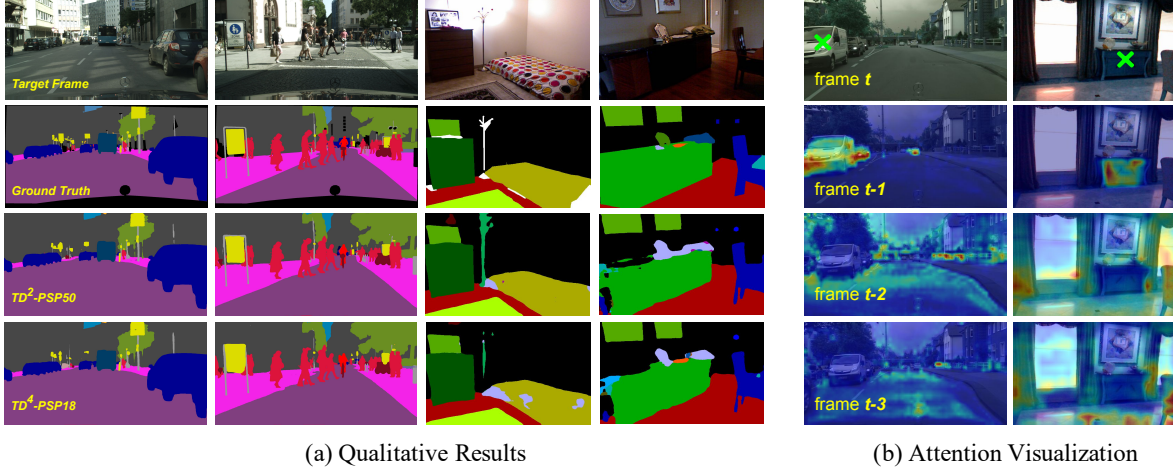 Target Frame
Ground Truth
TD²-PSP50
TD⁴-PSP18
frame t
frame t-1
frame t-2
frame t-3
(a) Qualitative Results
(b) Attention Visualization